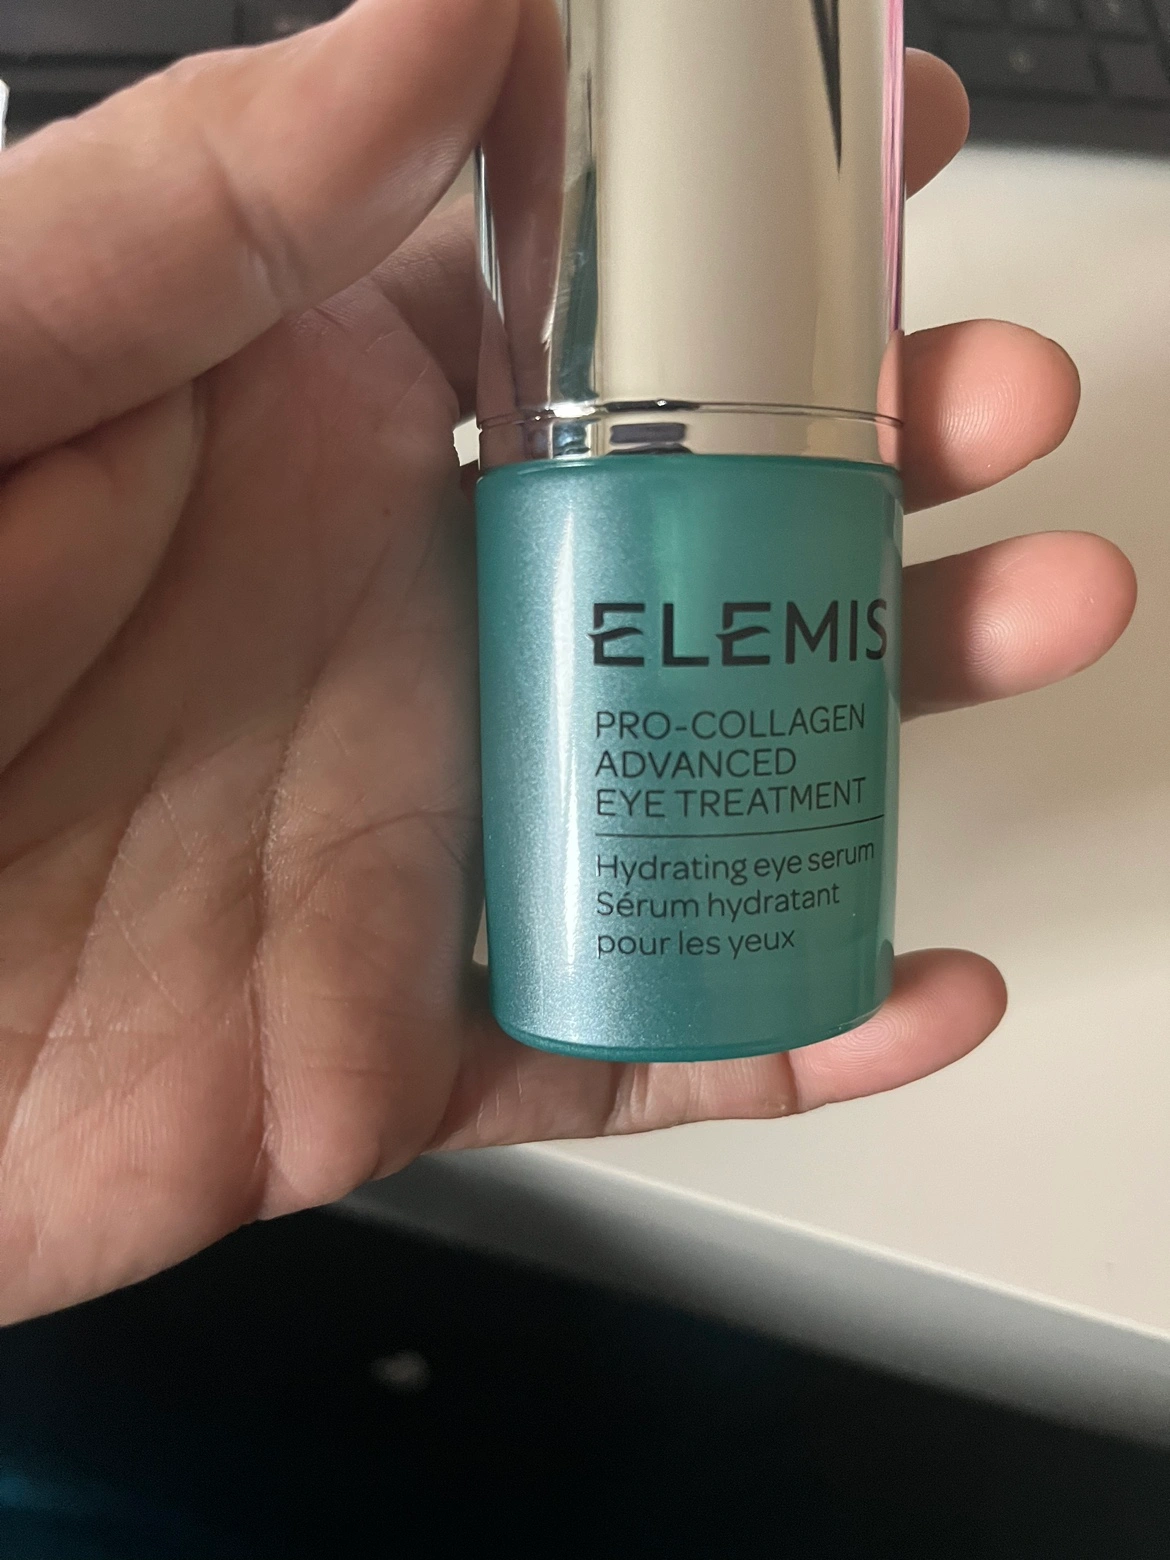 ELEMIS
PRO-COLLAGEN
ADVANCED
EYE TREATMENT
Hydrating eye serum
Sérum hydratant
pour les yeux